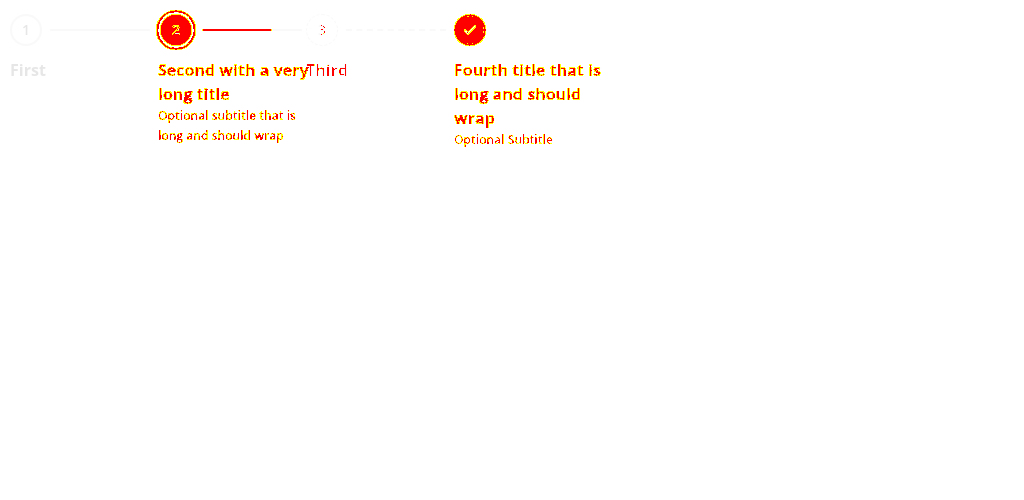 1
2
3
First
Second with a very
long title
Optional subtitle that is
long and should wrap
Third
Fourth title that is
long and should
wrap
Optional Subtitle